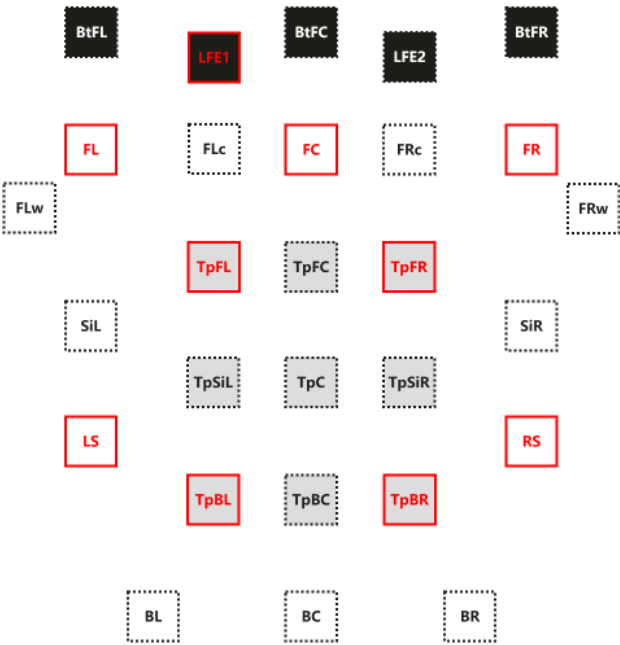 BtFL
BtFC
BtFR
LFE1
LFE2
FL
FLc
FC
FRc
FR
FLw
FRw
TpFL
TpFC
TpFR
SiL
SiR
TpSiL
TpC
TpSiR
LS
RS
TpBL
TpBC
TpBR
BL
BC
BR